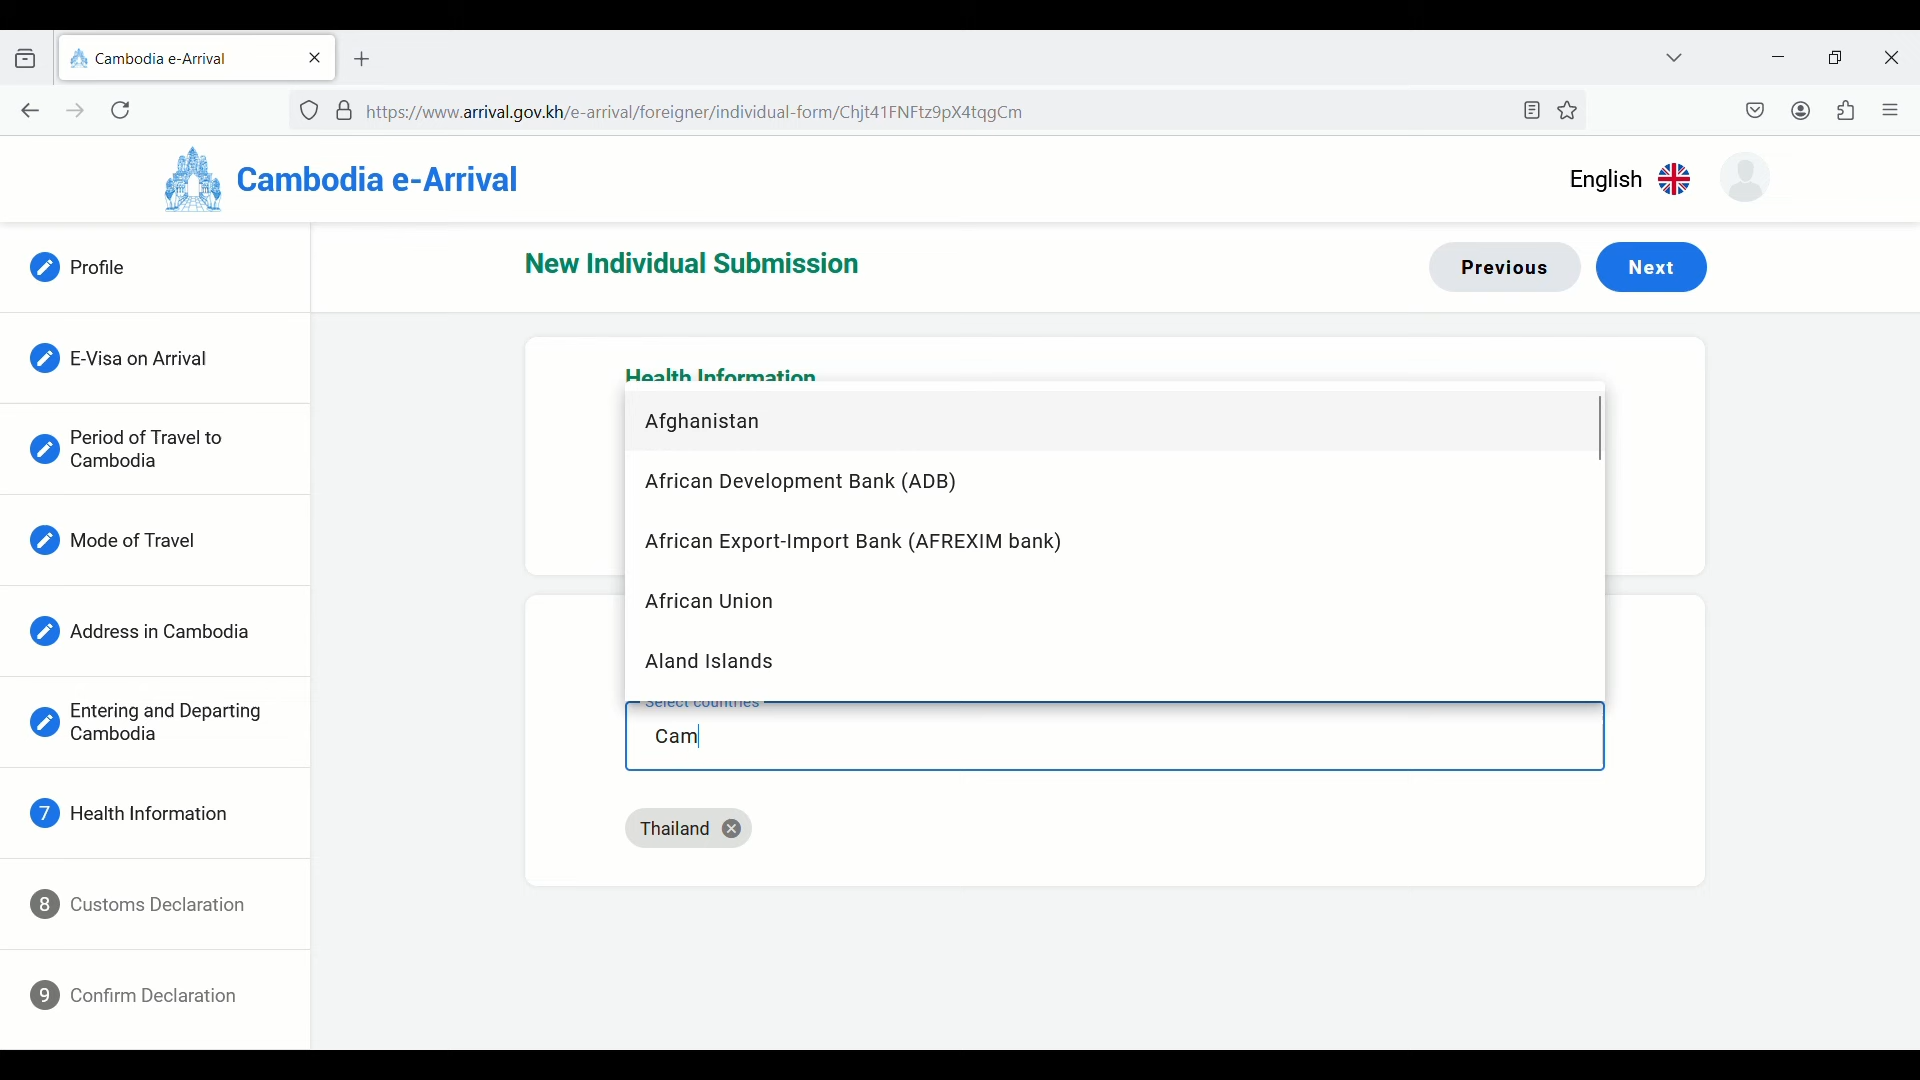 Cambodia e-Arrival
https://www.arrival.gov.kh/e-arrival/foreigner/individual-form/Chjt41FNFtz9pX4tqgCm
Cambodia e-Arrival
English
Profile
E-Visa on Arrival
Period of Travel to
Cambodia
Mode of Travel
Address in Cambodia
Entering and Departing
Cambodia
7 Health Information
8 Customs Declaration
9 Confirm Declaration
New Individual Submission
Previous
Next
Health Information
Afghanistan
African Development Bank (ADB)
African Export-Import Bank (AFREXIM bank)
African Union
Aland Islands
Select countries
Cam
Thailand